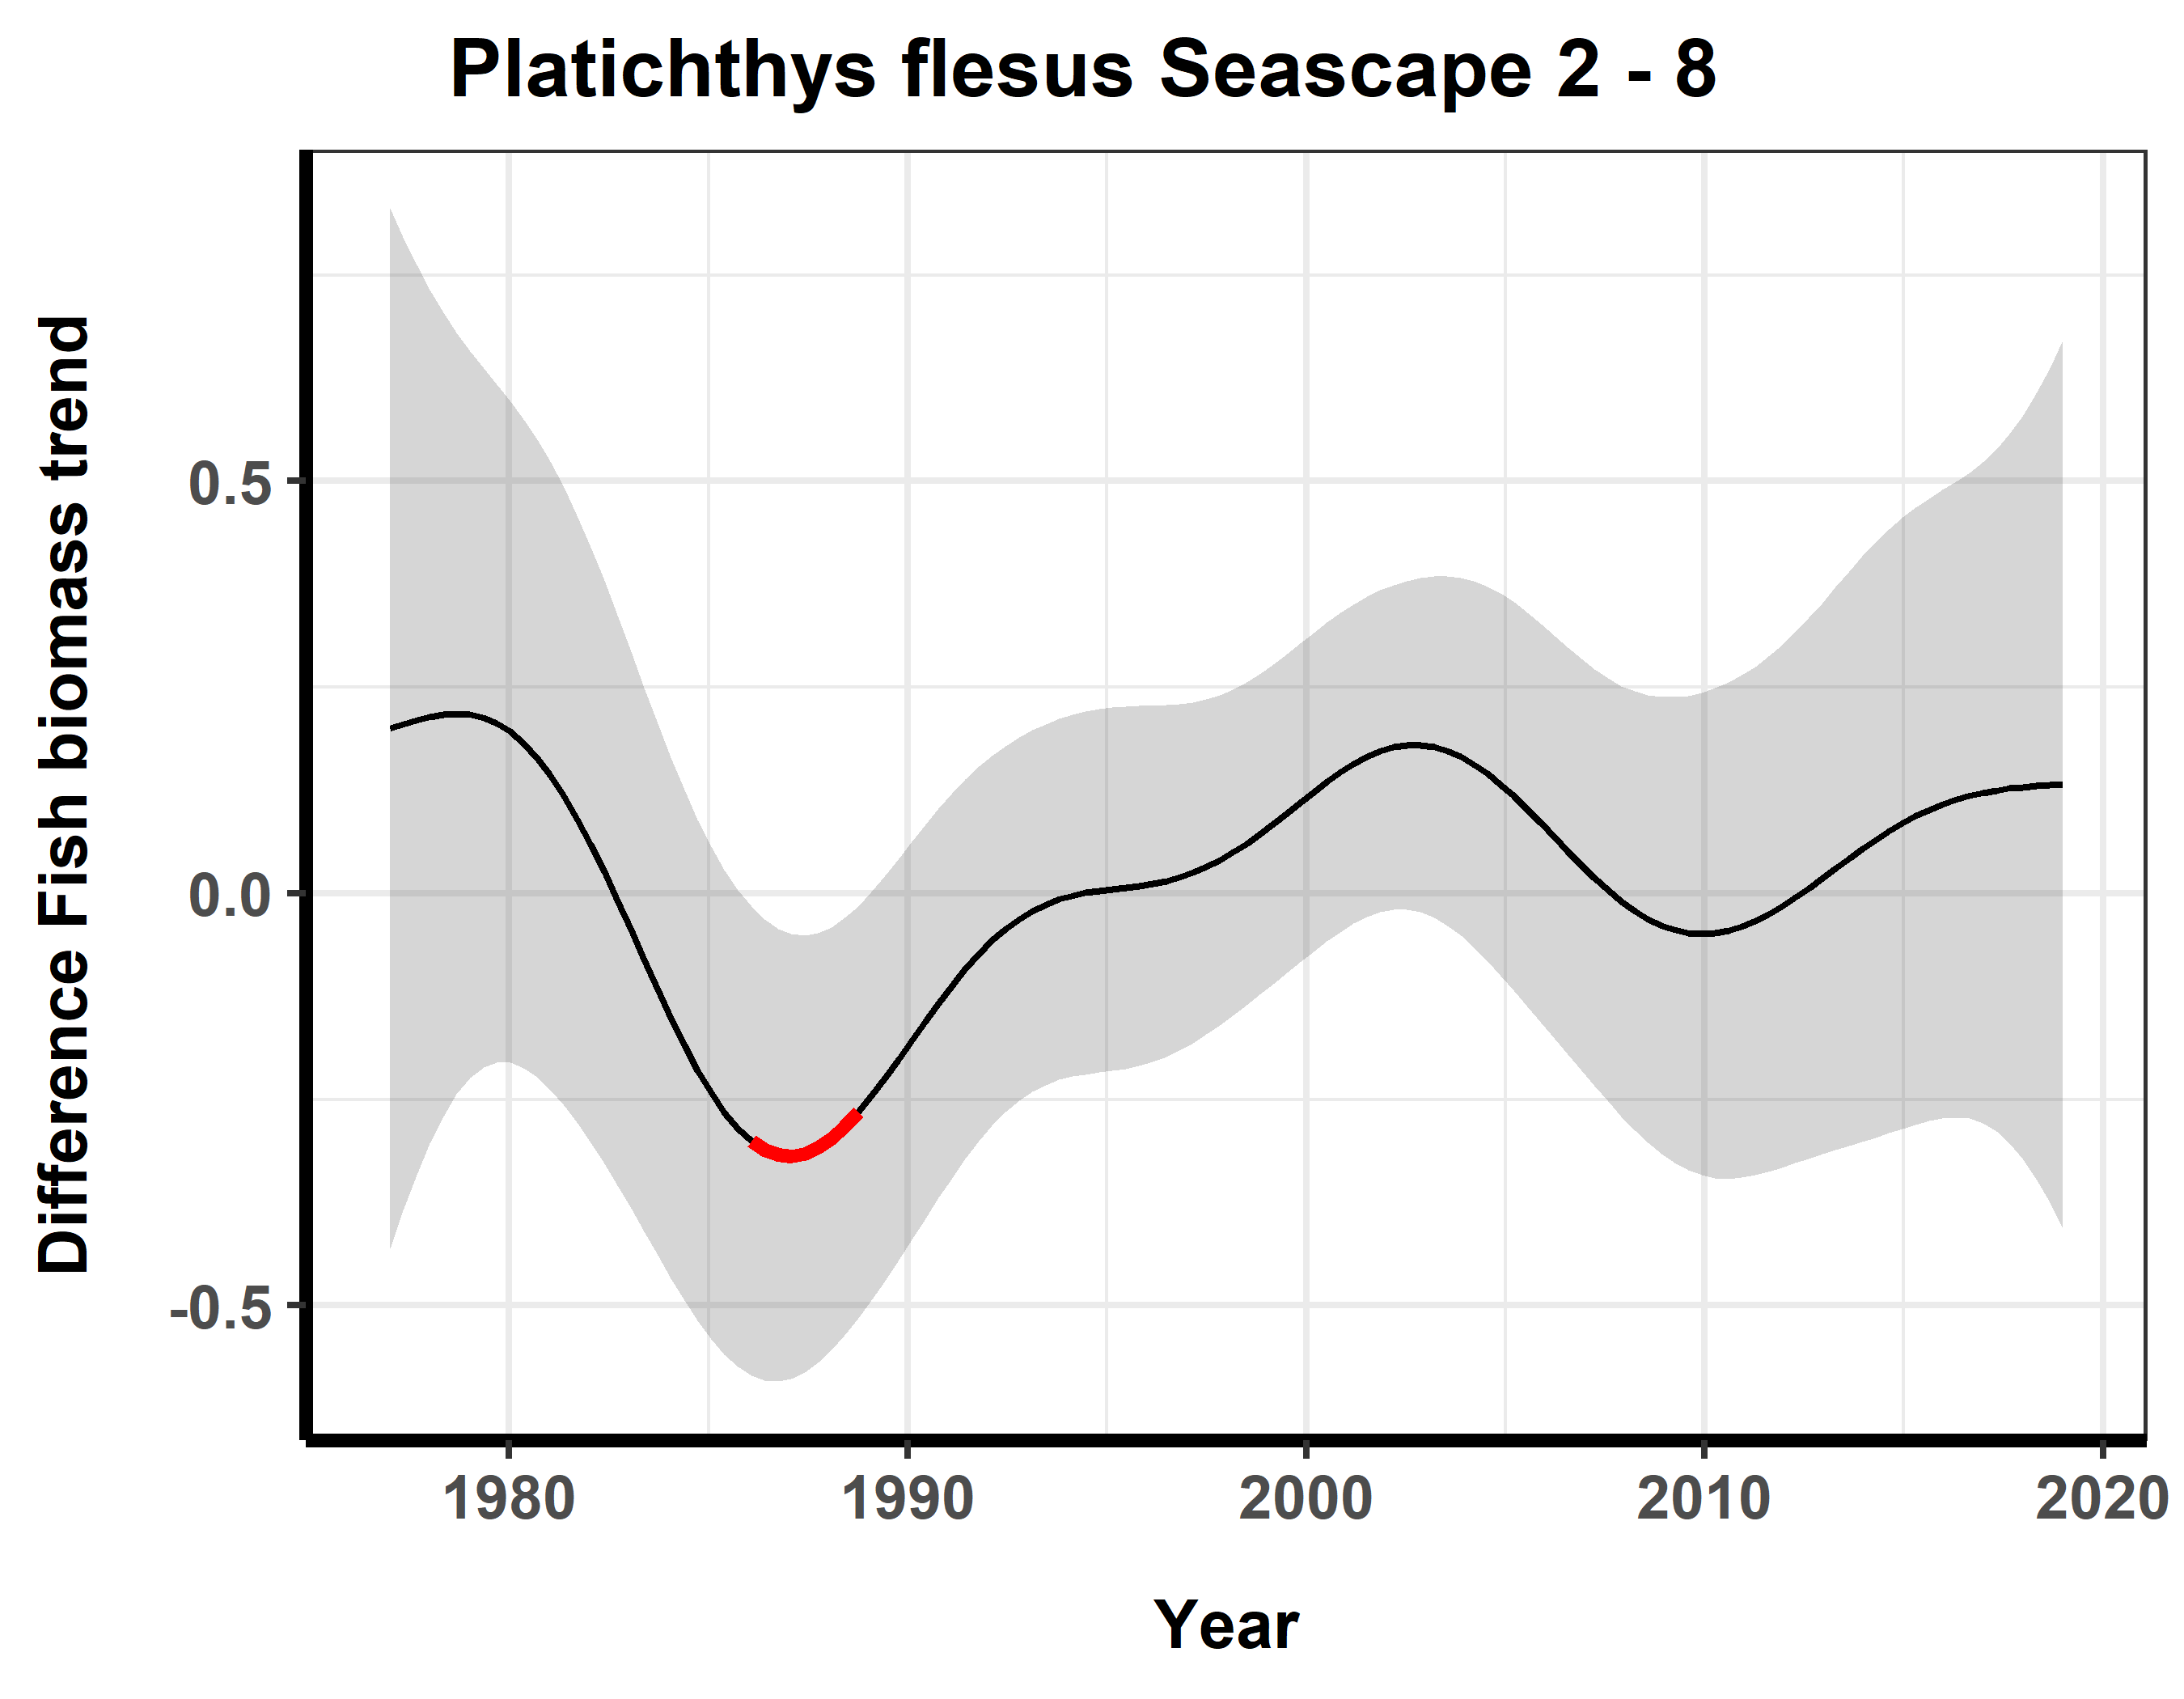 Platichthys flesus Seascape 2 - 8
Difference Fish biomass trend
0.5
0.0
-0.5
1980
1990
2000
2010
2020
Year